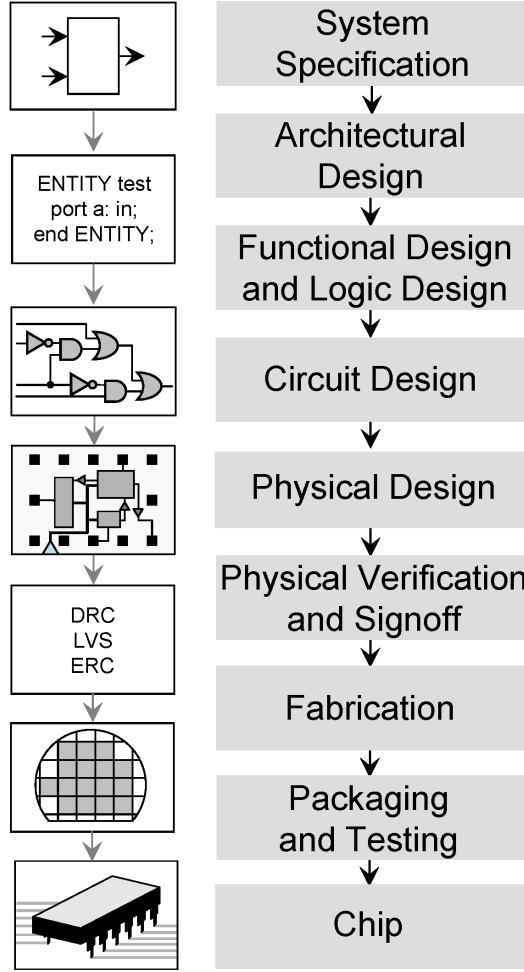 System
Specification
Architectural
Design
ENTITY test
port a: in;
end ENTITY;
Functional Design
and Logic Design
Circuit Design
Physical Design
Physical Verification
and Signoff
DRC
LVS
ERC
Fabrication
Packaging
and Testing
Chip